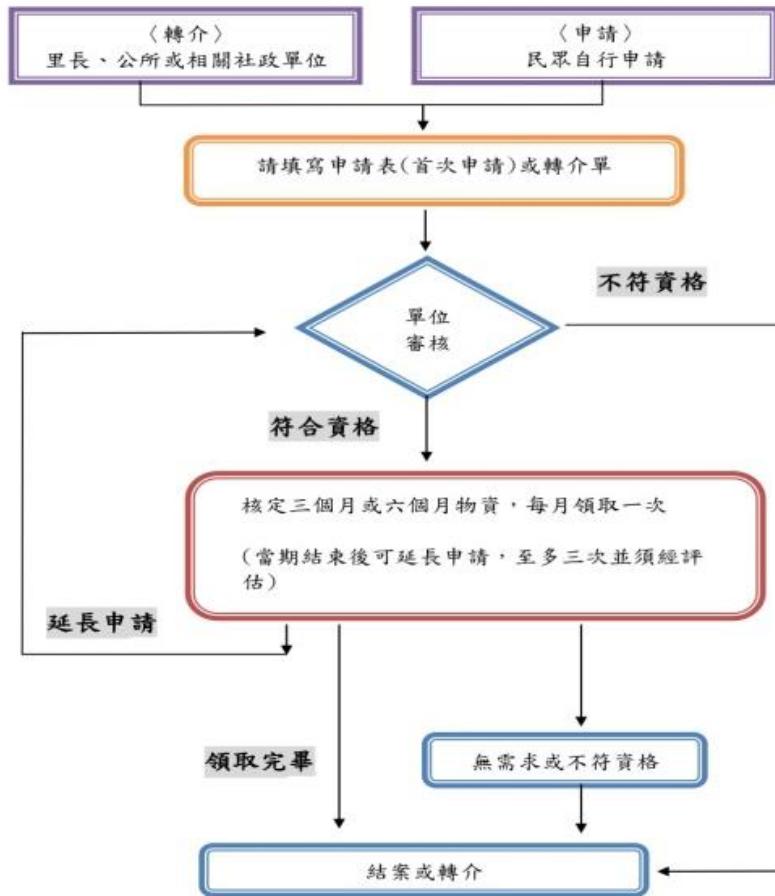 〈轉介〉
里長、公所或相關社政單位
〈申請〉
民眾自行申請
請填寫申請表(首次申請)或轉介單
不符資格
單位
審核
符合資格
核定三個月或六個月物資，每月領取一次
(當期結束後可延長申請，至多三次並須經評
估)
延長申請
領取完畢
無需求或不符資格
結案或轉介